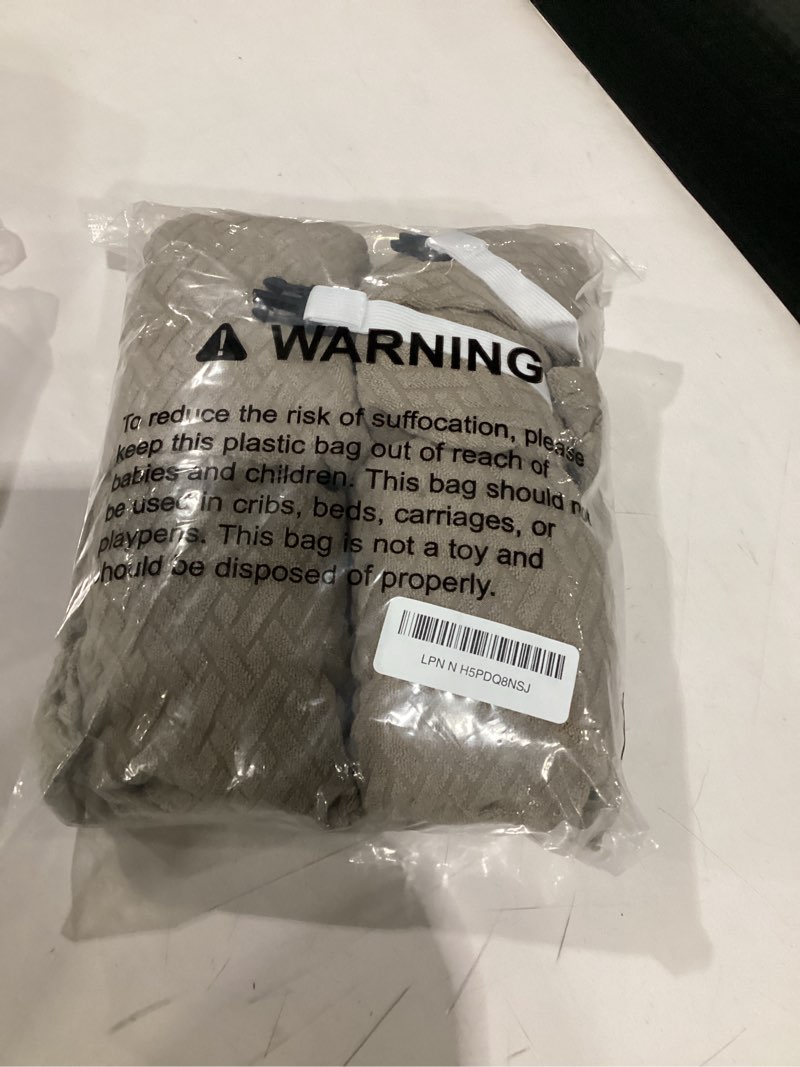 WARNING
To reduce the risk of suffocation, please
keep this plastic bag out of reach of
babies and children. This bag should
be used in cribs, beds, carriages, or
playpens. This bag is not a toy and
hould be disposed of properly.
LPN N H5PDQ8NSJ